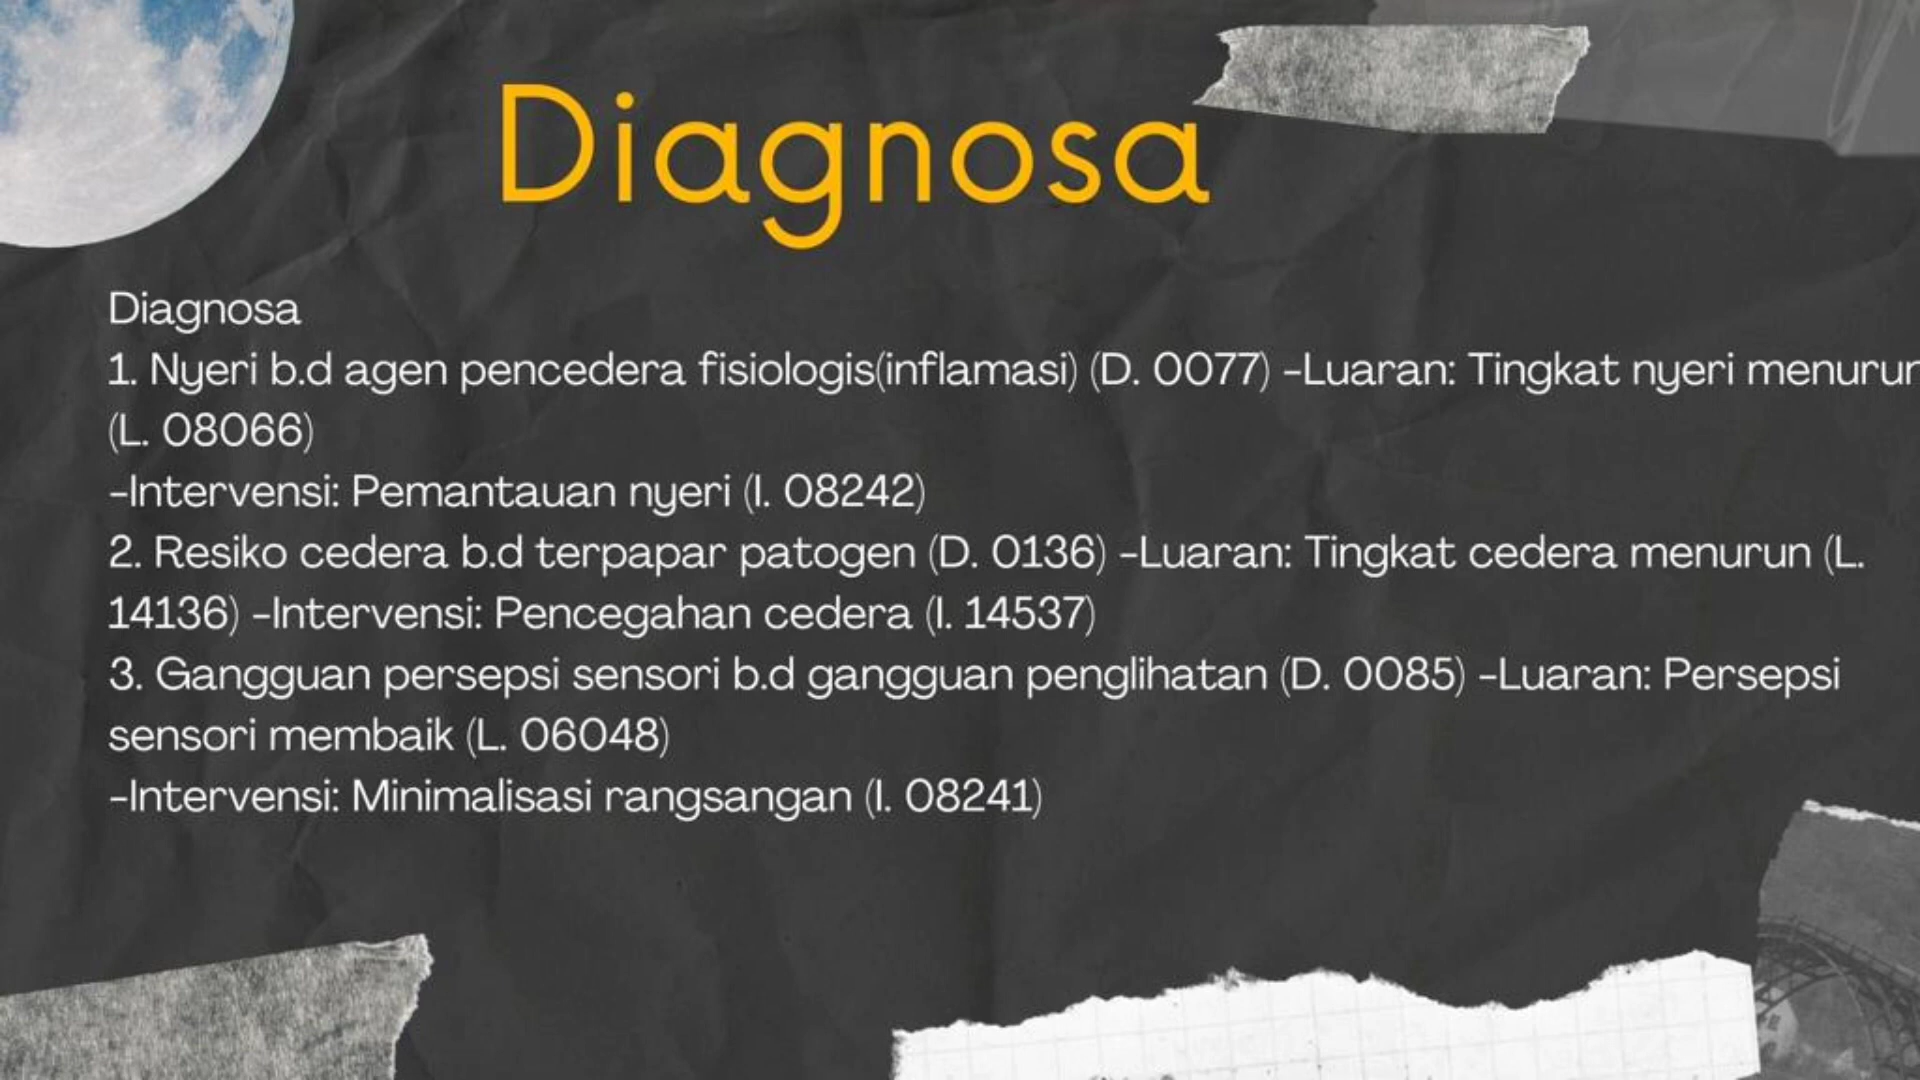 Diagnosa
Diagnosa
1. Nyeri b.d agen pencedera fisiologis(inflamasi) (D. 0077) -Luaran: Tingkat nyeri menurun
(L. 08066)
-Intervensi: Pemantauan nyeri (I. 08242)
2. Resiko cedera b.d terpapar patogen (D. 0136) -Luaran: Tingkat cedera menurun (L.
14136) -Intervensi: Pencegahan cedera (I. 14537)
3. Gangguan persepsi sensori b.d gangguan penglihatan (D. 0085) -Luaran: Persepsi
sensori membaik (L. 06048)
-Intervensi: Minimalisasi rangsangan (I. 08241)